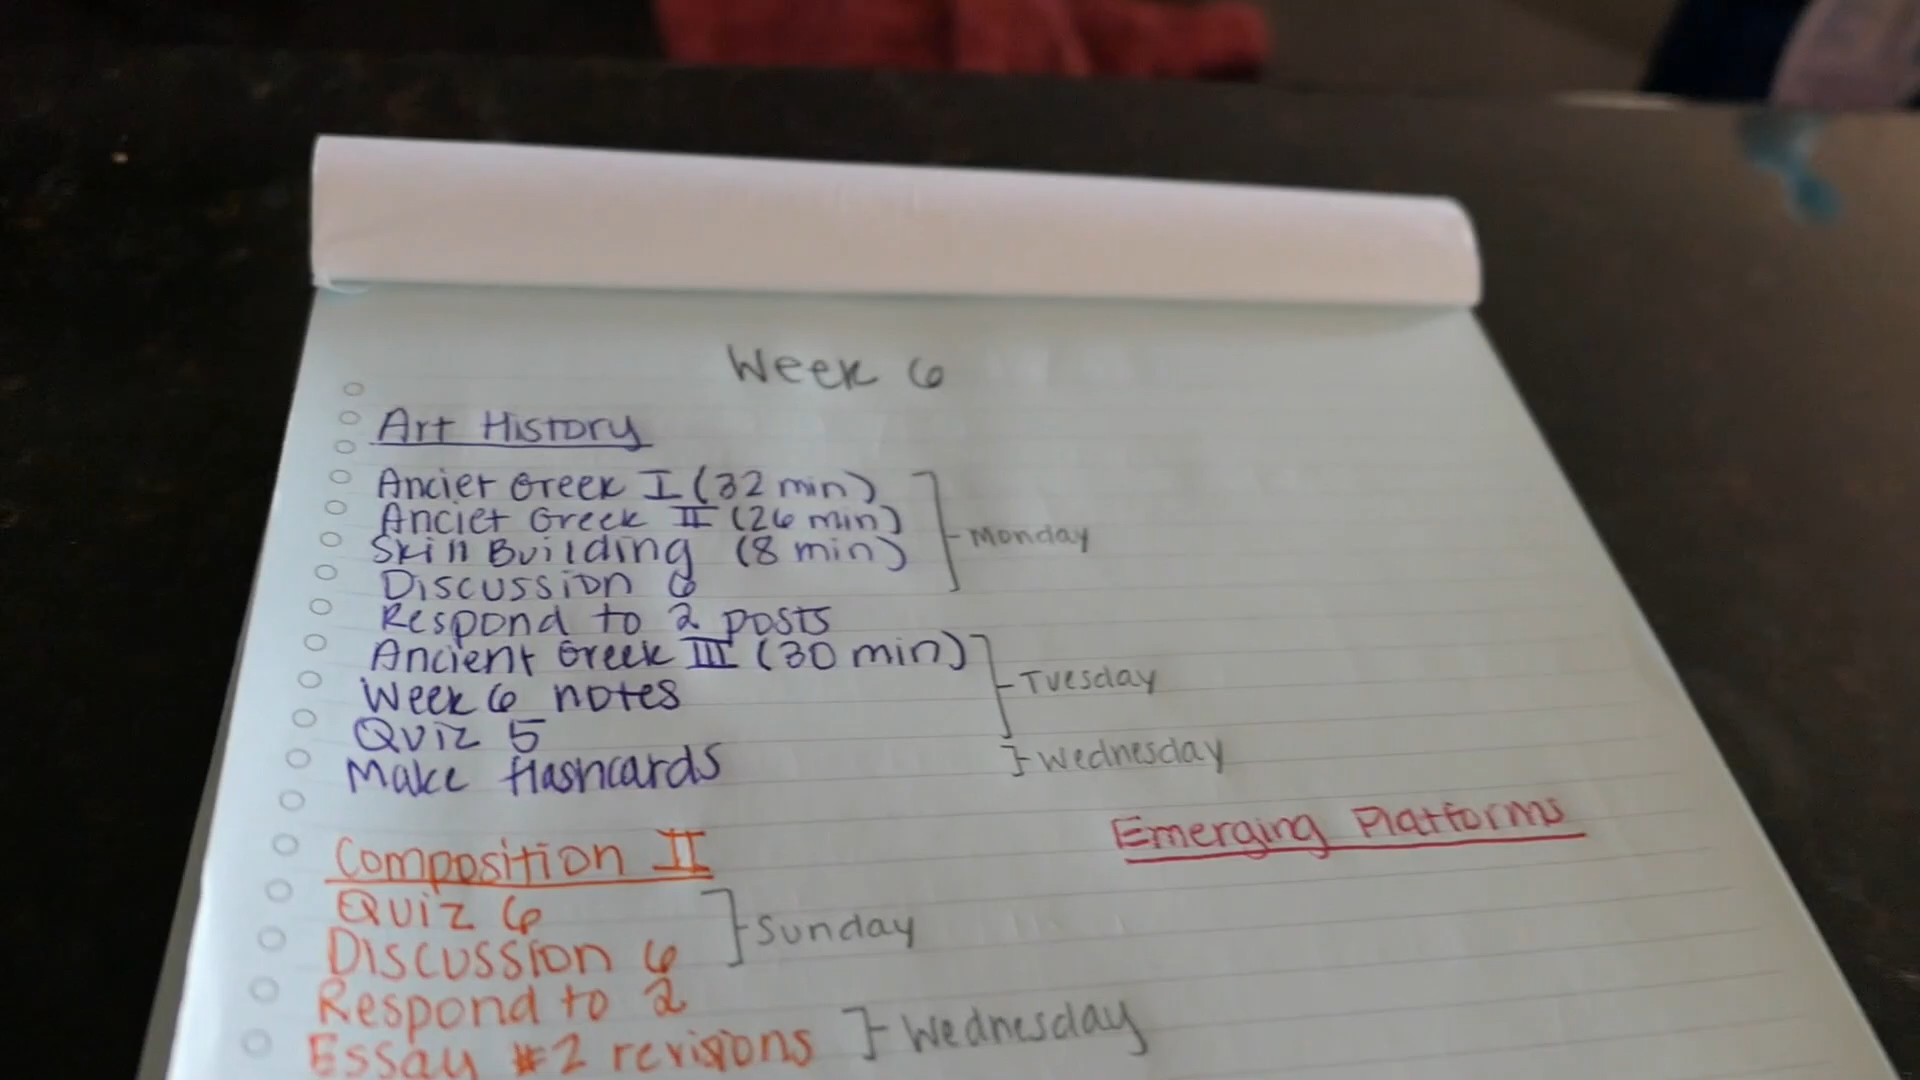 Week 6
Art History
Anciet Greek I (32 min)
Anciet Greek II (26 min)
Skill Building (8 min)
Monday
Discussion 6
Respond to 2 posts
Ancient Greek III (30 min)
Tuesday
Week 6 notes
Quiz 5
Wednesday
Make flashcards
Emerging Platforms
Composition II
Quiz 6
Sunday
Discussion 6
Respond to 2
Essay #2 revisions
Wednesday